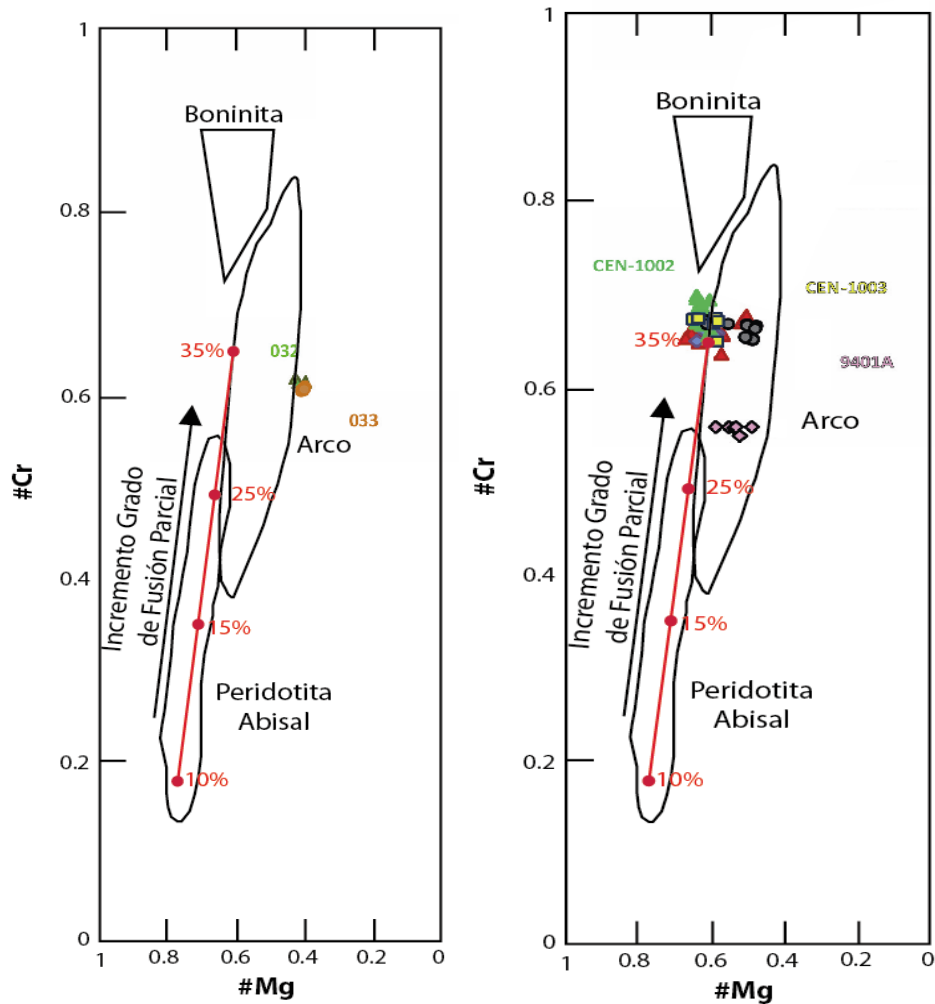 1
Boninita
0.8
35%
032
0.6
033
Arco
#Cr
25%
Incremento Grado
de Fusión Parcial
0.4
15%
Peridotita
Abisal
0.2
10%
0
1
0.8
0.6
0.4
0.2
0
#Mg
1
Boninita
0.8
CEN-1002
CEN-1003
35%
9401A
0.6
Arco
#Cr
25%
Incremento Grado
de Fusión Parcial
0.4
15%
Peridotita
Abisal
0.2
10%
0
1
0.8
0.6
0.4
0.2
0
#Mg